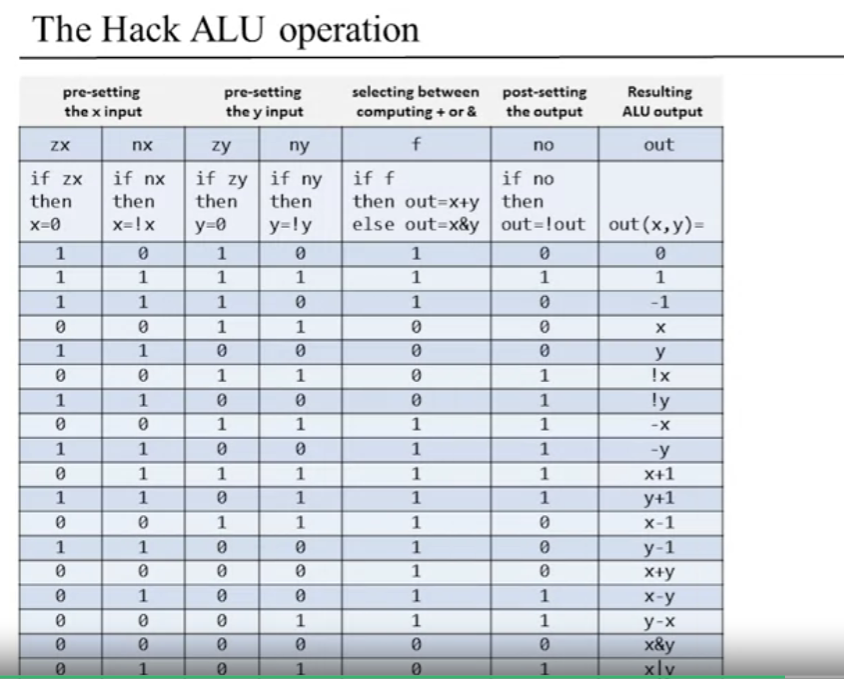 The Hack ALU operation
pre-setting the x input | pre-setting the y input | selecting between computing + or & | post-setting the output | Resulting ALU output
zx | nx | zy | ny | f | no | out
if zx then x=0 | if nx then x=!x | if zy then y=0 | if ny then y=!y | if f then out=x+y else out=x&y | if no then out=!out | out(x,y)=
1 | 0 | 1 | 0 | 1 | 0 | 0
1 | 1 | 1 | 1 | 1 | 1 | 1
1 | 1 | 1 | 0 | 1 | 0 | -1
0 | 0 | 1 | 1 | 0 | 0 | x
1 | 1 | 0 | 0 | 0 | 0 | y
0 | 0 | 1 | 1 | 0 | 1 | !x
1 | 1 | 0 | 0 | 0 | 1 | !y
0 | 0 | 1 | 1 | 1 | 1 | -x
1 | 1 | 0 | 0 | 1 | 1 | -y
0 | 1 | 1 | 1 | 1 | 1 | x+1
1 | 1 | 0 | 1 | 1 | 1 | y+1
0 | 0 | 1 | 1 | 1 | 0 | x-1
1 | 1 | 0 | 0 | 1 | 0 | y-1
0 | 0 | 0 | 0 | 1 | 0 | x+y
0 | 1 | 0 | 0 | 1 | 1 | x-y
0 | 0 | 0 | 1 | 1 | 1 | y-x
0 | 0 | 0 | 0 | 0 | 0 | x&y
0 | 1 | 0 | 1 | 0 | 1 | x|y